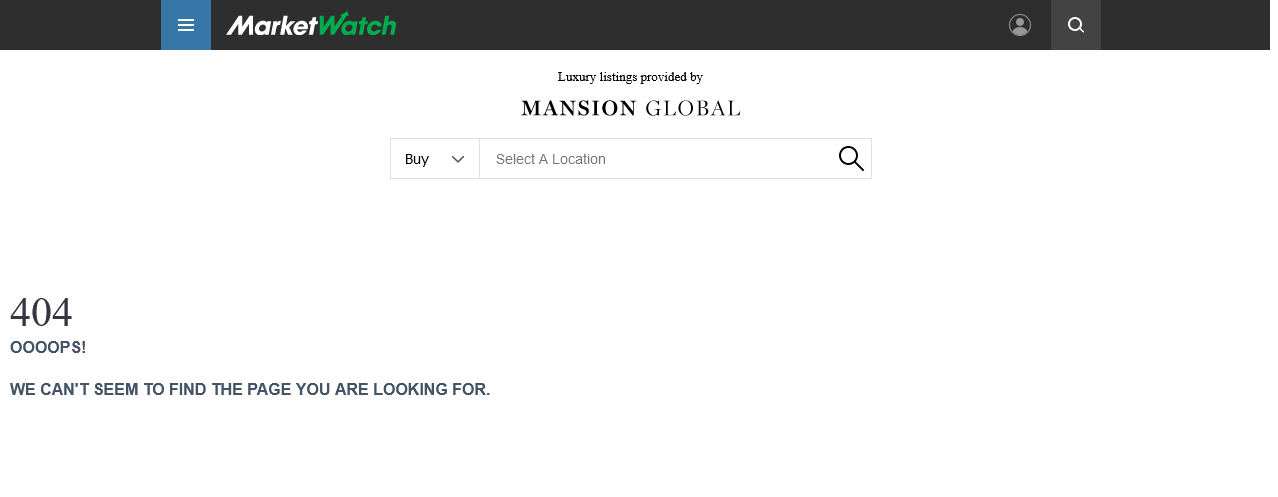 MarketWatch
Luxury listings provided by
MANSION GLOBAL
Buy
Select A Location
404
OOOOPS!
WE CAN'T SEEM TO FIND THE PAGE YOU ARE LOOKING FOR.